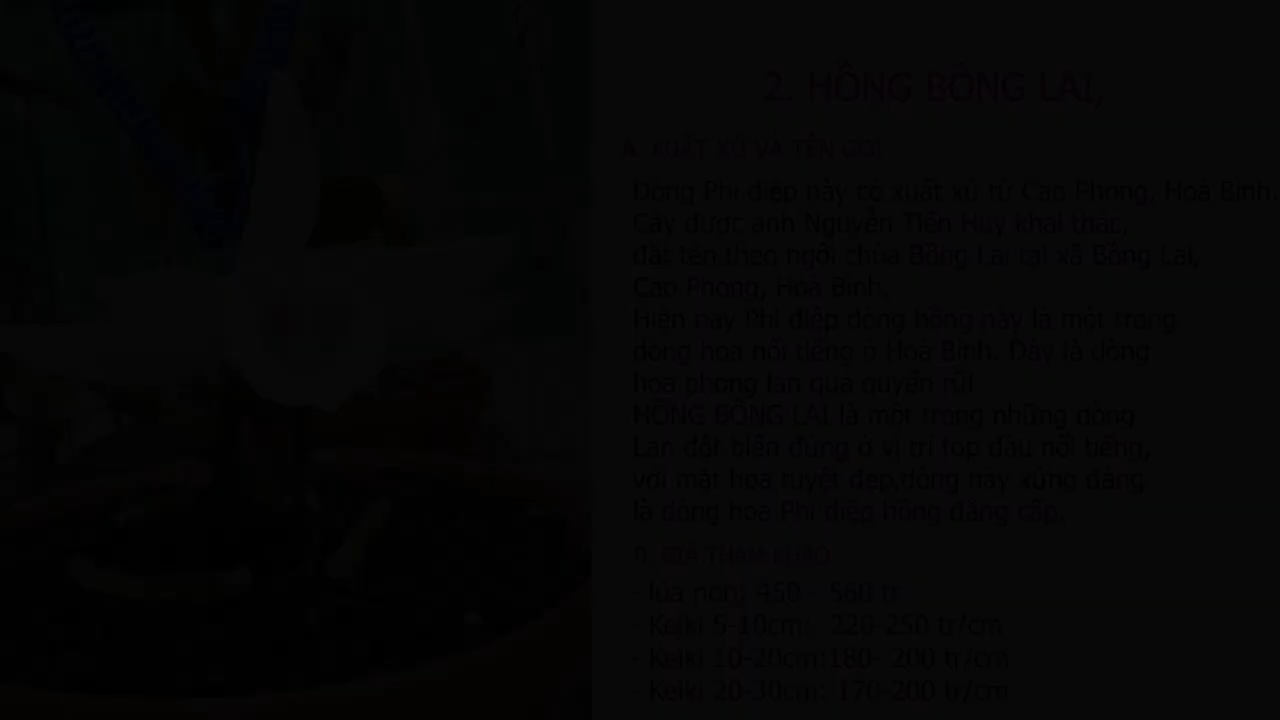 2. HỒNG BỒNG LAI,
A. XUẤT XỨ VÀ TÊN GỌI
Dòng Phi điệp này có xuất xứ từ Cao Phong, Hoà Bình.
Cây được anh Nguyễn Tiến Huy khai thác,
đặt tên theo ngôi chùa Bồng Lai tại xã Bồng Lai,
Cao Phong, Hoà Bình.
Hiện nay Phi điệp dòng hồng này là một trong
dòng hoa nổi tiếng ở Hoà Bình. Đây là dòng
hoa phong lan quá quyến rũ!
HỒNG BỒNG LAI là một trong những dòng
Lan đột biến đứng ở vị trí top đầu nổi tiếng,
với mặt hoa tuyệt đẹp,dòng này xứng đáng
là dòng hoa Phi điệp hồng đẳng cấp.
GIÁ THAM KHẢO
- lúa non: 450 - 560 tr
- Keiki 5-10cm: 220-250 tr/cm
- Keiki 10-20cm:180- 200 tr/cm
- Keiki 20-30cm: 170-200 tr/cm